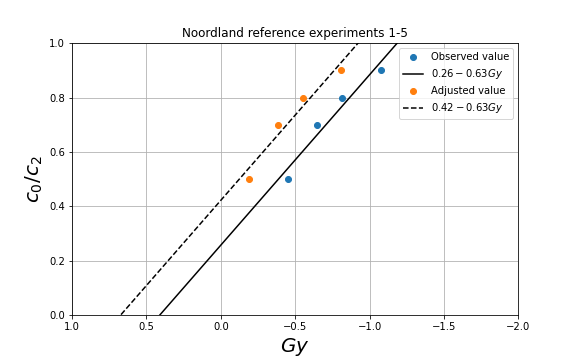 Noordland reference experiments 1-5
1.0
0.8
0.6
0.4
0.2
0.0
c₀/c₂
Observed value
0.26 − 0.63Gy
Adjusted value
0.42 − 0.63Gy
1.0 0.5 0.0 −0.5 −1.0 −1.5 −2.0
Gy